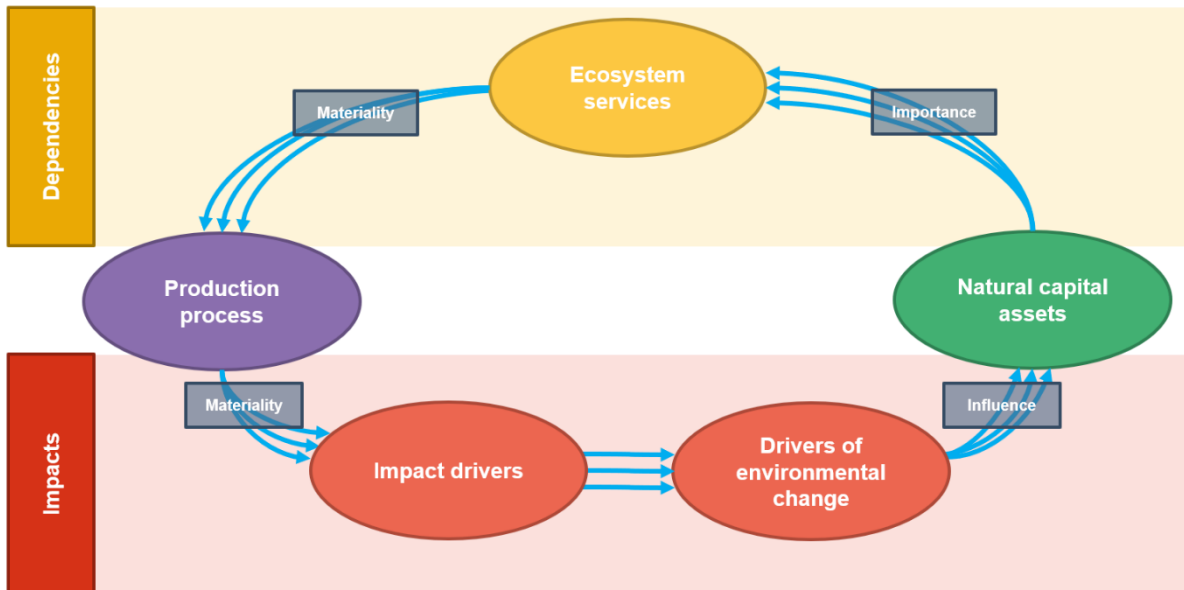 Dependencies
Ecosystem
services
Materiality
Importance
Production
process
Natural capital
assets
Impacts
Materiality
Influence
Impact drivers
Drivers of
environmental
change